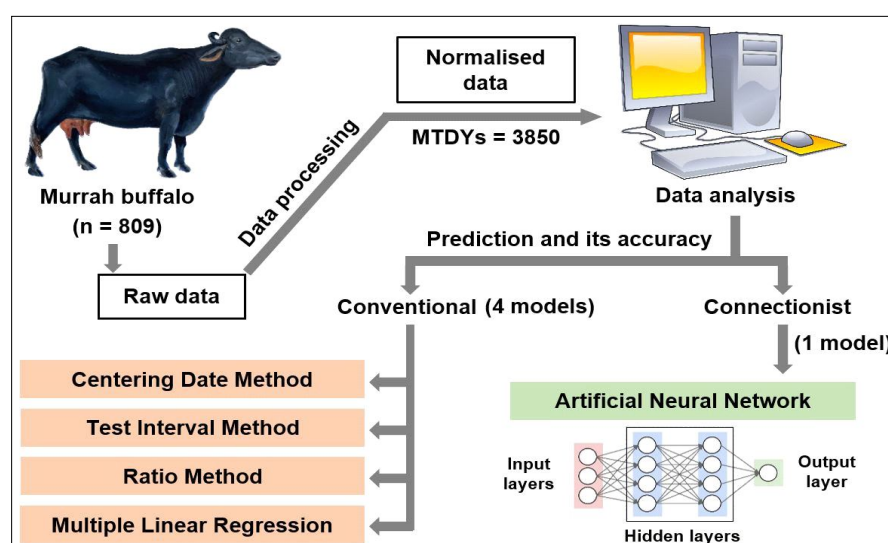 Normalised
data
Data processing
MTDYs = 3850
Murrah buffalo
(n = 809)
Raw data
Data analysis
Prediction and its accuracy
Conventional (4 models)
Connectionist
(1 model)
Centering Date Method
Test Interval Method
Ratio Method
Multiple Linear Regression
Artificial Neural Network
Input
layers
Output
layer
Hidden layers